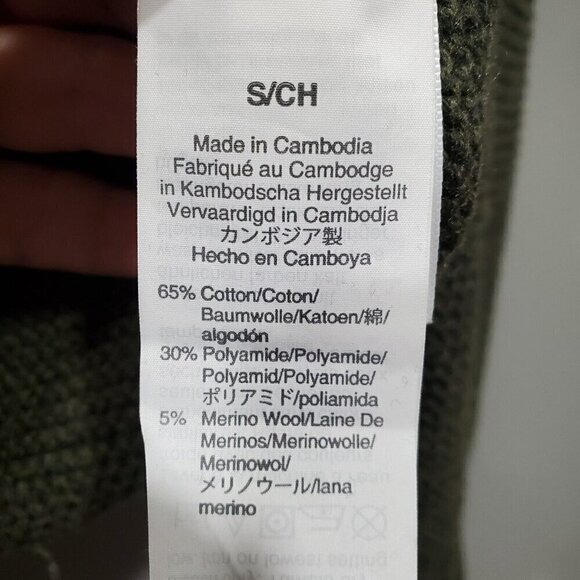 S/CH
Made in Cambodia
Fabriqué au Cambodge
in Kambodscha Hergestellt
Vervaardigd in Cambodja
カンボジア製
Hecho en Camboya
65% Cotton/Coton/
Baumwolle/Katoen/綿/
algodón
30% Polyamide/Polyamide/
Polyamid/Polyamide/
ポリアミド/poliamida
5% Merino Wool/Laine De
Merinos/Merinowolle/
Merinowol/
メリノウール/lana
merino